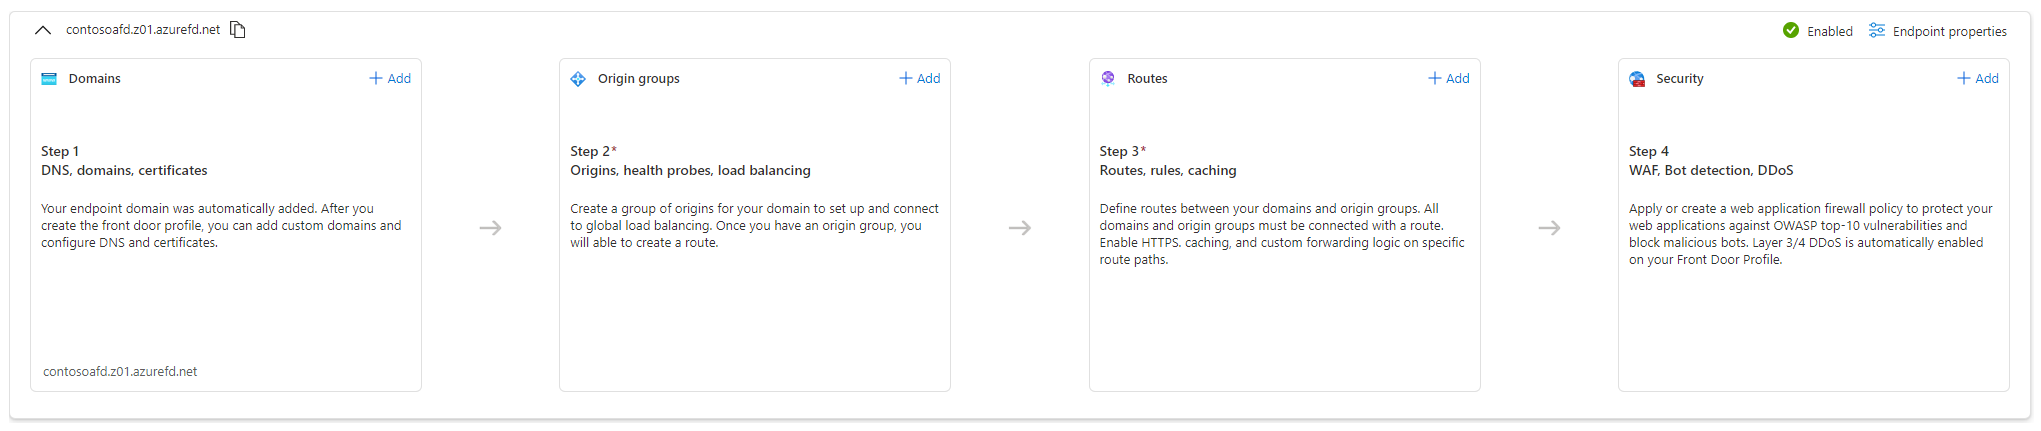 contosoafd.z01.azurefd.net
Enabled
Endpoint properties
Domains
+ Add
Step 1
DNS, domains, certificates
Your endpoint domain was automatically added. After you
create the front door profile, you can add custom domains and
configure DNS and certificates.
contosoafd.z01.azurefd.net
Origin groups
+ Add
Step 2*
Origins, health probes, load balancing
Create a group of origins for your domain to set up and connect
to global load balancing. Once you have an origin group, you
will able to create a route.
Routes
+ Add
Step 3*
Routes, rules, caching
Define routes between your domains and origin groups. All
domains and origin groups must be connected with a route.
Enable HTTPS. caching, and custom forwarding logic on specific
route paths.
Security
+ Add
Step 4
WAF, Bot detection, DDoS
Apply or create a web application firewall policy to protect your
web applications against OWASP top-10 vulnerabilities and
block malicious bots. Layer 3/4 DDoS is automatically enabled
on your Front Door Profile.